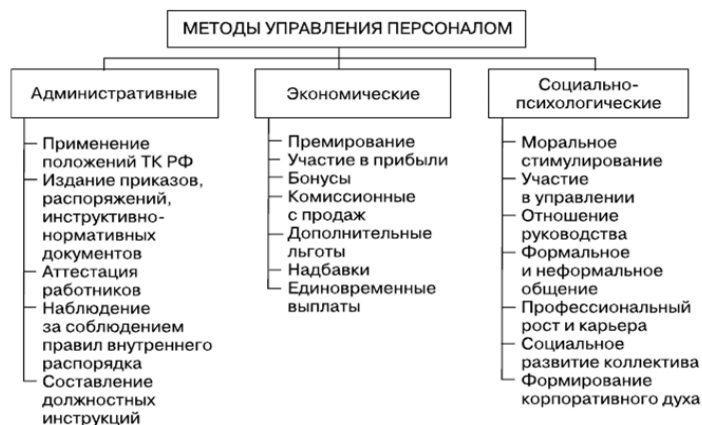 МЕТОДЫ УПРАВЛЕНИЯ ПЕРСОНАЛОМ
Административные
Применение
положений ТК РФ
Издание приказов,
распоряжений,
инструктивно-
нормативных
документов
Аттестация
работников
Наблюдение
за соблюдением
правил внутреннего
распорядка
Составление
должностных
инструкций
Экономические
Премирование
Участие в прибыли
Бонусы
Комиссионные
с продаж
Дополнительные
льготы
Надбавки
Единовременные
выплаты
Социально-
психологические
Моральное
стимулирование
Участие
в управлении
Отношение
руководства
Формальное
и неформальное
общение
Профессиональный
рост и карьера
Социальное
развитие коллектива
Формирование
корпоративного духа